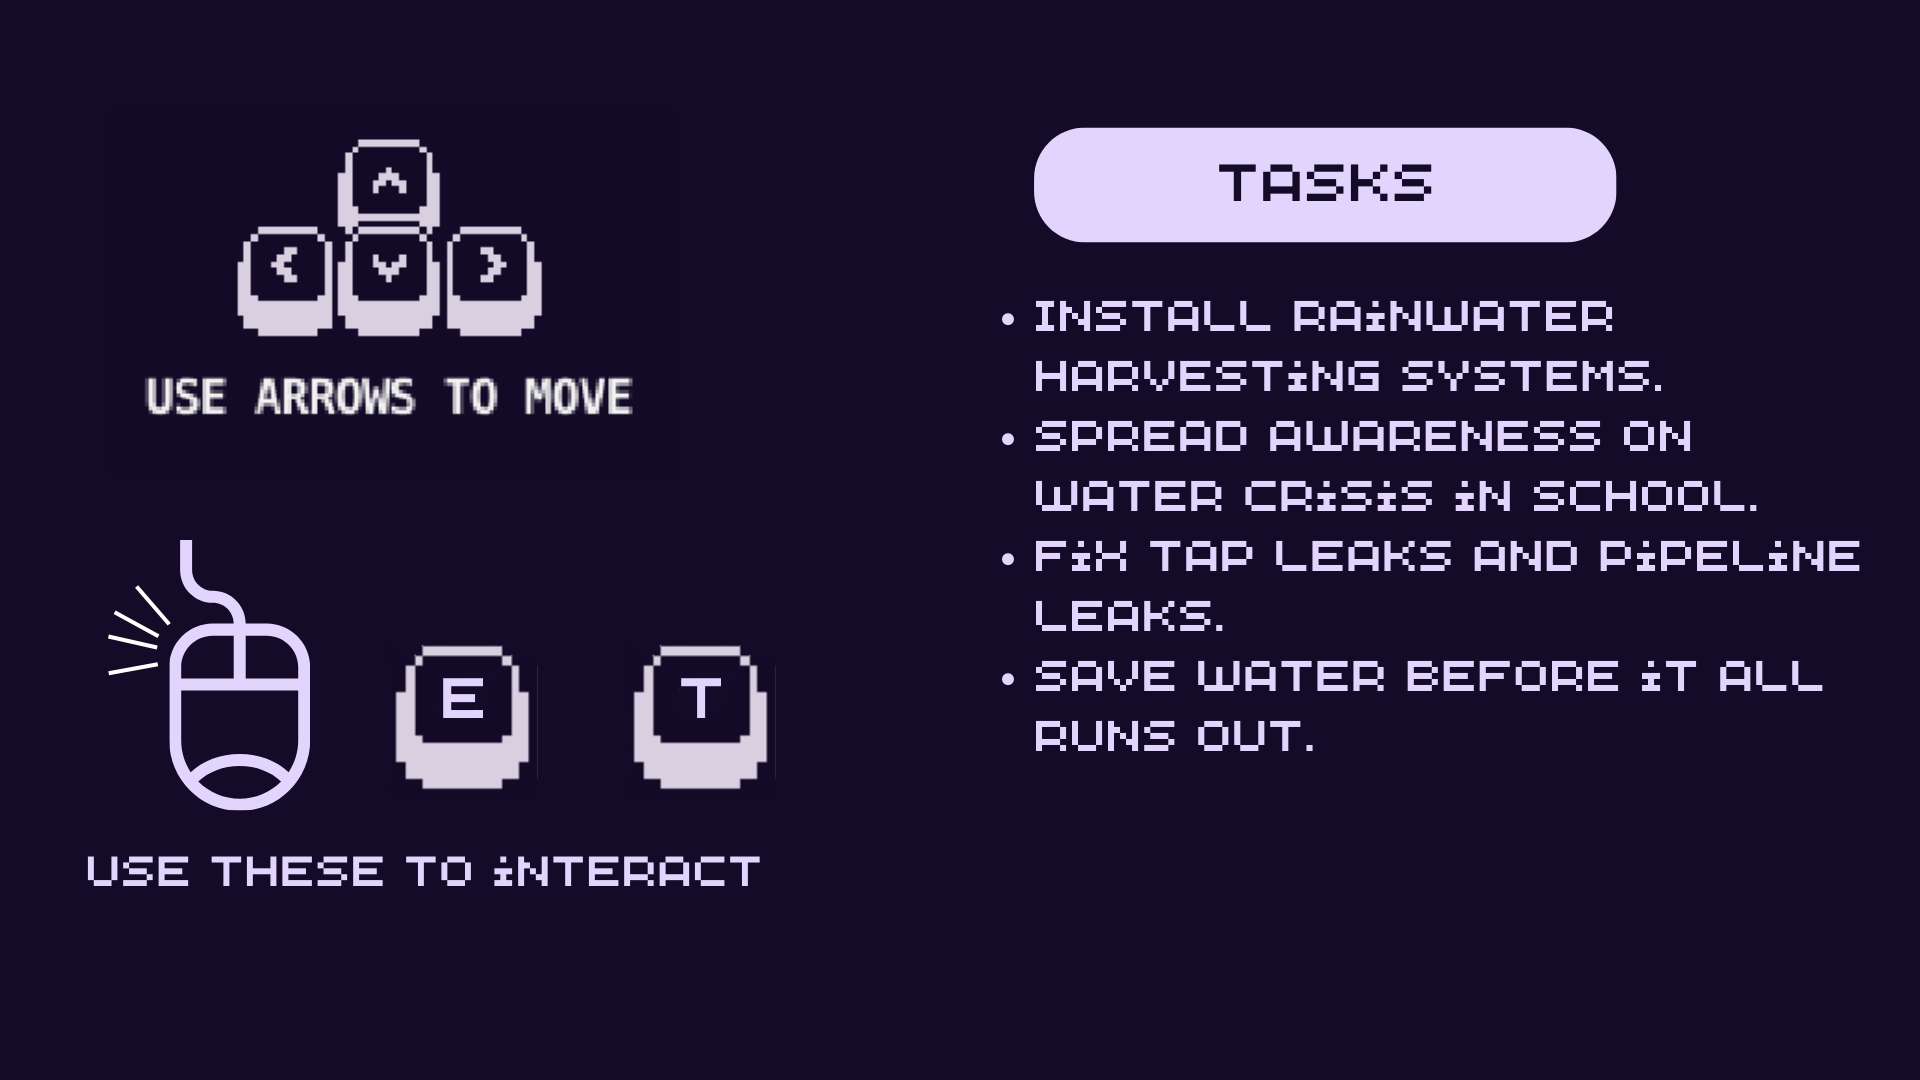 USE ARROWS TO MOVE
E
T
USE THESE TO INTERACT
TASKS
• INSTALL RAINWATER
HARVESTING SYSTEMS.
• SPREAD AWARENESS ON
WATER CRISIS IN SCHOOL.
• FIX TAP LEAKS AND PIPELINE
LEAKS.
• SAVE WATER BEFORE IT ALL
RUNS OUT.